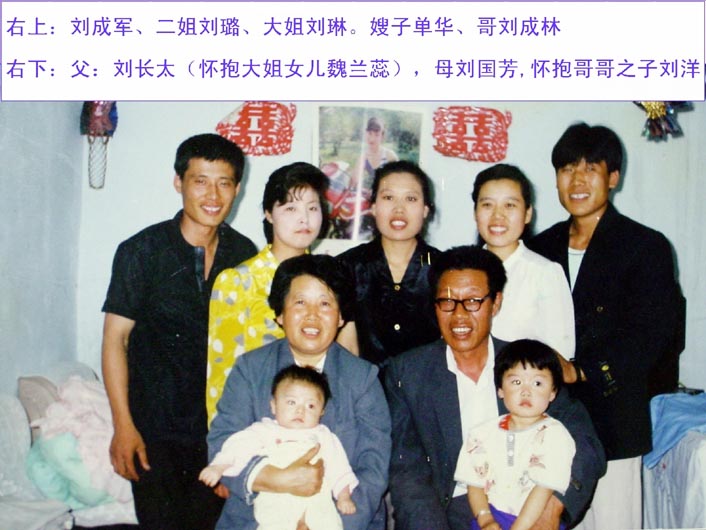 右上：刘成军、二姐刘璐、大姐刘琳。嫂子单华、哥刘成林
右下：父：刘长太（怀抱大姐女儿魏兰蕊），母刘国芳,怀抱哥哥之子刘洋
囍 囍